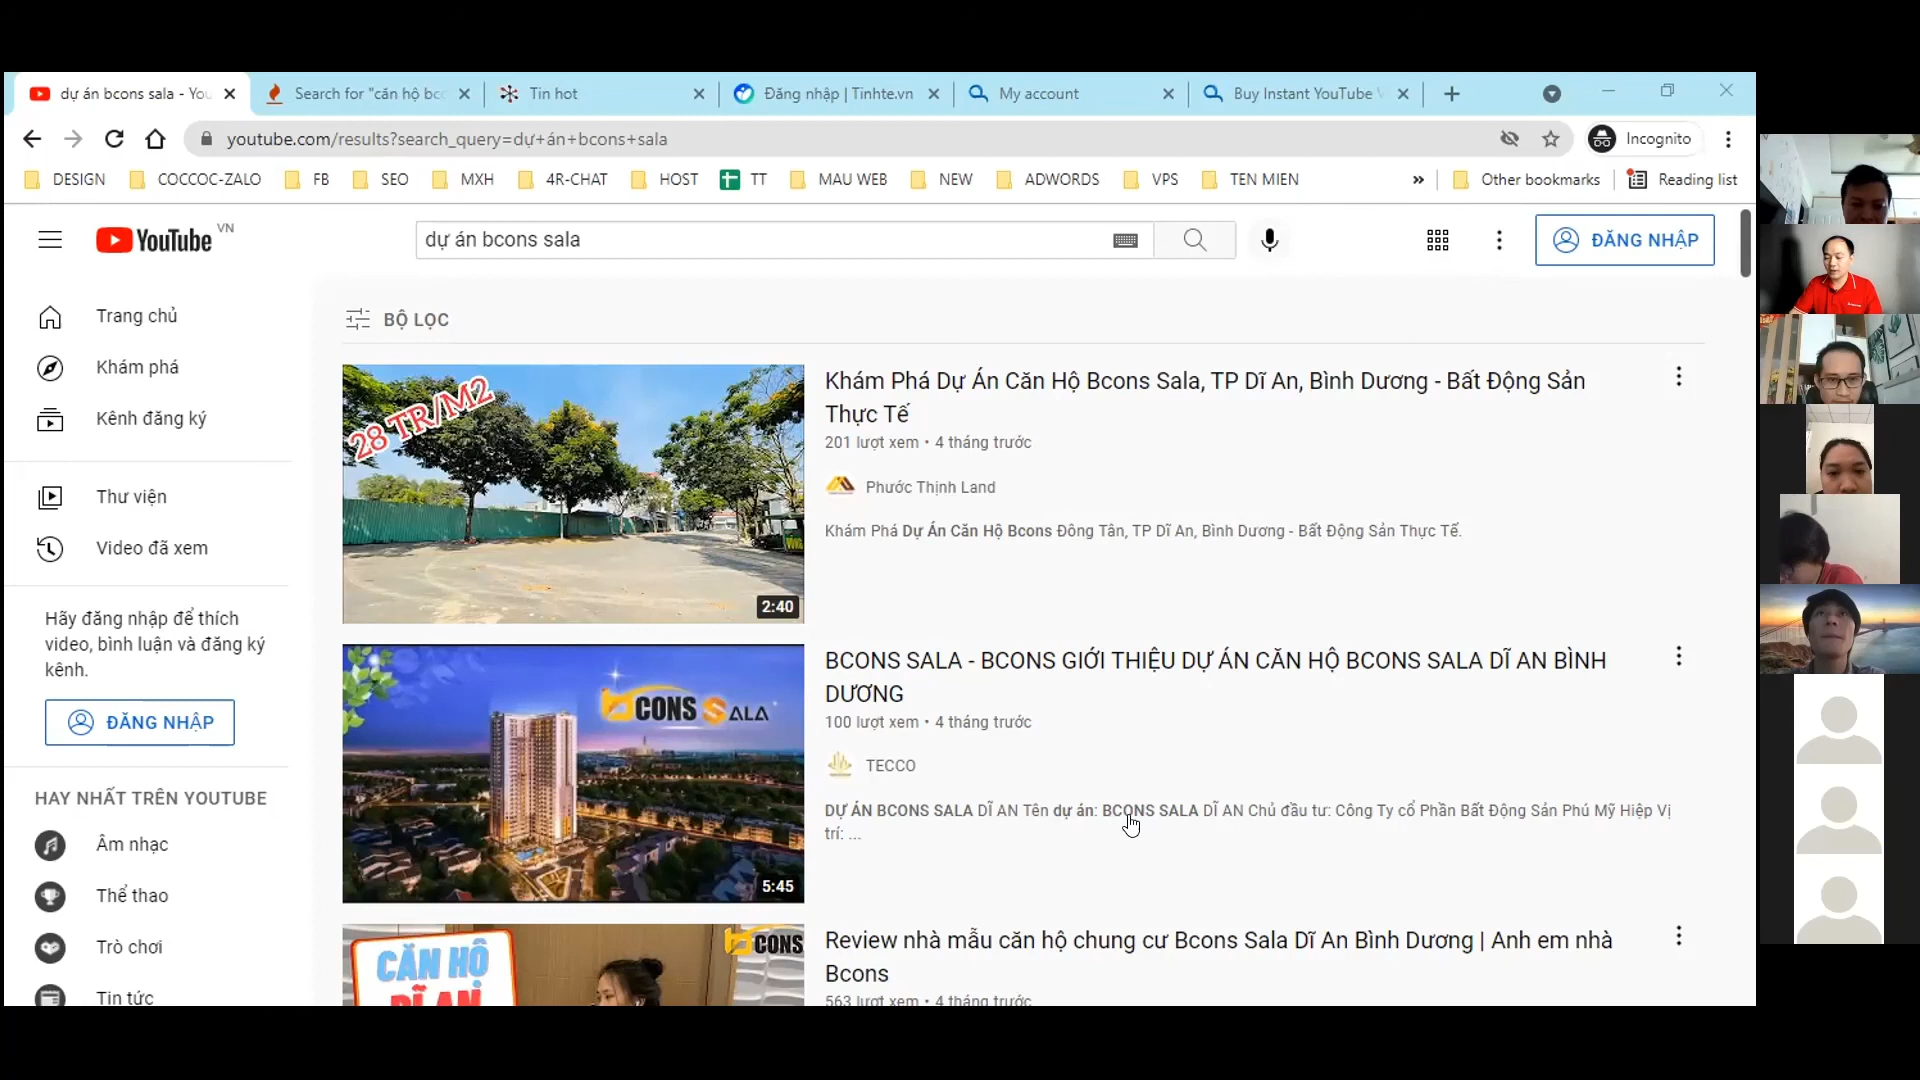 dự án bcons sala - You
Search for "căn hộ bco
Tin hot
Đăng nhập | Tinhte.vn
My account
Buy Instant YouTube V
youtube.com/results?search_query=dự+án+bcons+sala
Incognito
DESIGN
COCCOC-ZALO
FB
SEO
MXH
4R-CHAT
HOST
TT
MAU WEB
NEW
ADWORDS
VPS
TEN MIEN
»
Other bookmarks
Reading list
YouTube VN
dự án bcons sala
ĐĂNG NHẬP
Trang chủ
Khám phá
Kênh đăng ký
Thư viện
Video đã xem
Hãy đăng nhập để thích
video, bình luận và đăng ký
kênh.
ĐĂNG NHẬP
HAY NHẤT TRÊN YOUTUBE
Âm nhạc
Thể thao
Trò chơi
Tin tức
BỘ LỌC
28 TR/M2
2:40
Khám Phá Dự Án Căn Hộ Bcons Sala, TP Dĩ An, Bình Dương - Bất Động Sản
Thực Tế
201 lượt xem • 4 tháng trước
Phước Thịnh Land
Khám Phá Dự Án Căn Hộ Bcons Đông Tân, TP Dĩ An, Bình Dương - Bất Động Sản Thực Tế.
BCONS SALA
5:45
BCONS SALA - BCONS GIỚI THIỆU DỰ ÁN CĂN HỘ BCONS SALA DĨ AN BÌNH
DƯƠNG
100 lượt xem • 4 tháng trước
TECCO
DỰ ÁN BCONS SALA DĨ AN Tên dự án: BCONS SALA DĨ AN Chủ đầu tư: Công Ty cổ Phần Bất Động Sản Phú Mỹ Hiệp Vị
trí: ...
CĂN HỘ
DĨ AN
BCONS
Review nhà mẫu căn hộ chung cư Bcons Sala Dĩ An Bình Dương | Anh em nhà
Bcons
563 lượt xem • 4 tháng trước